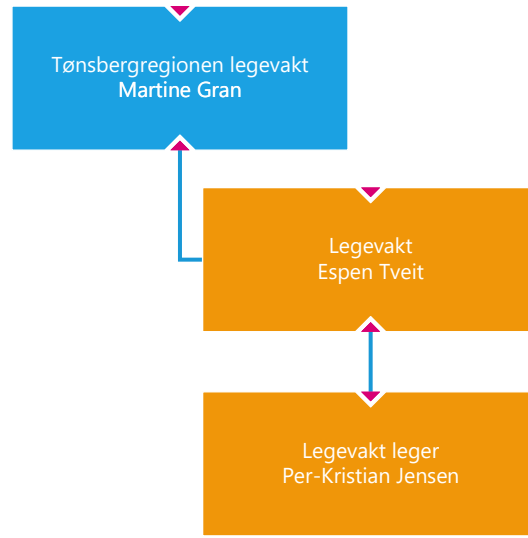 Tønsbergregionen legevakt
Martine Gran
Legevakt
Espen Tveit
Legevakt leger
Per-Kristian Jensen